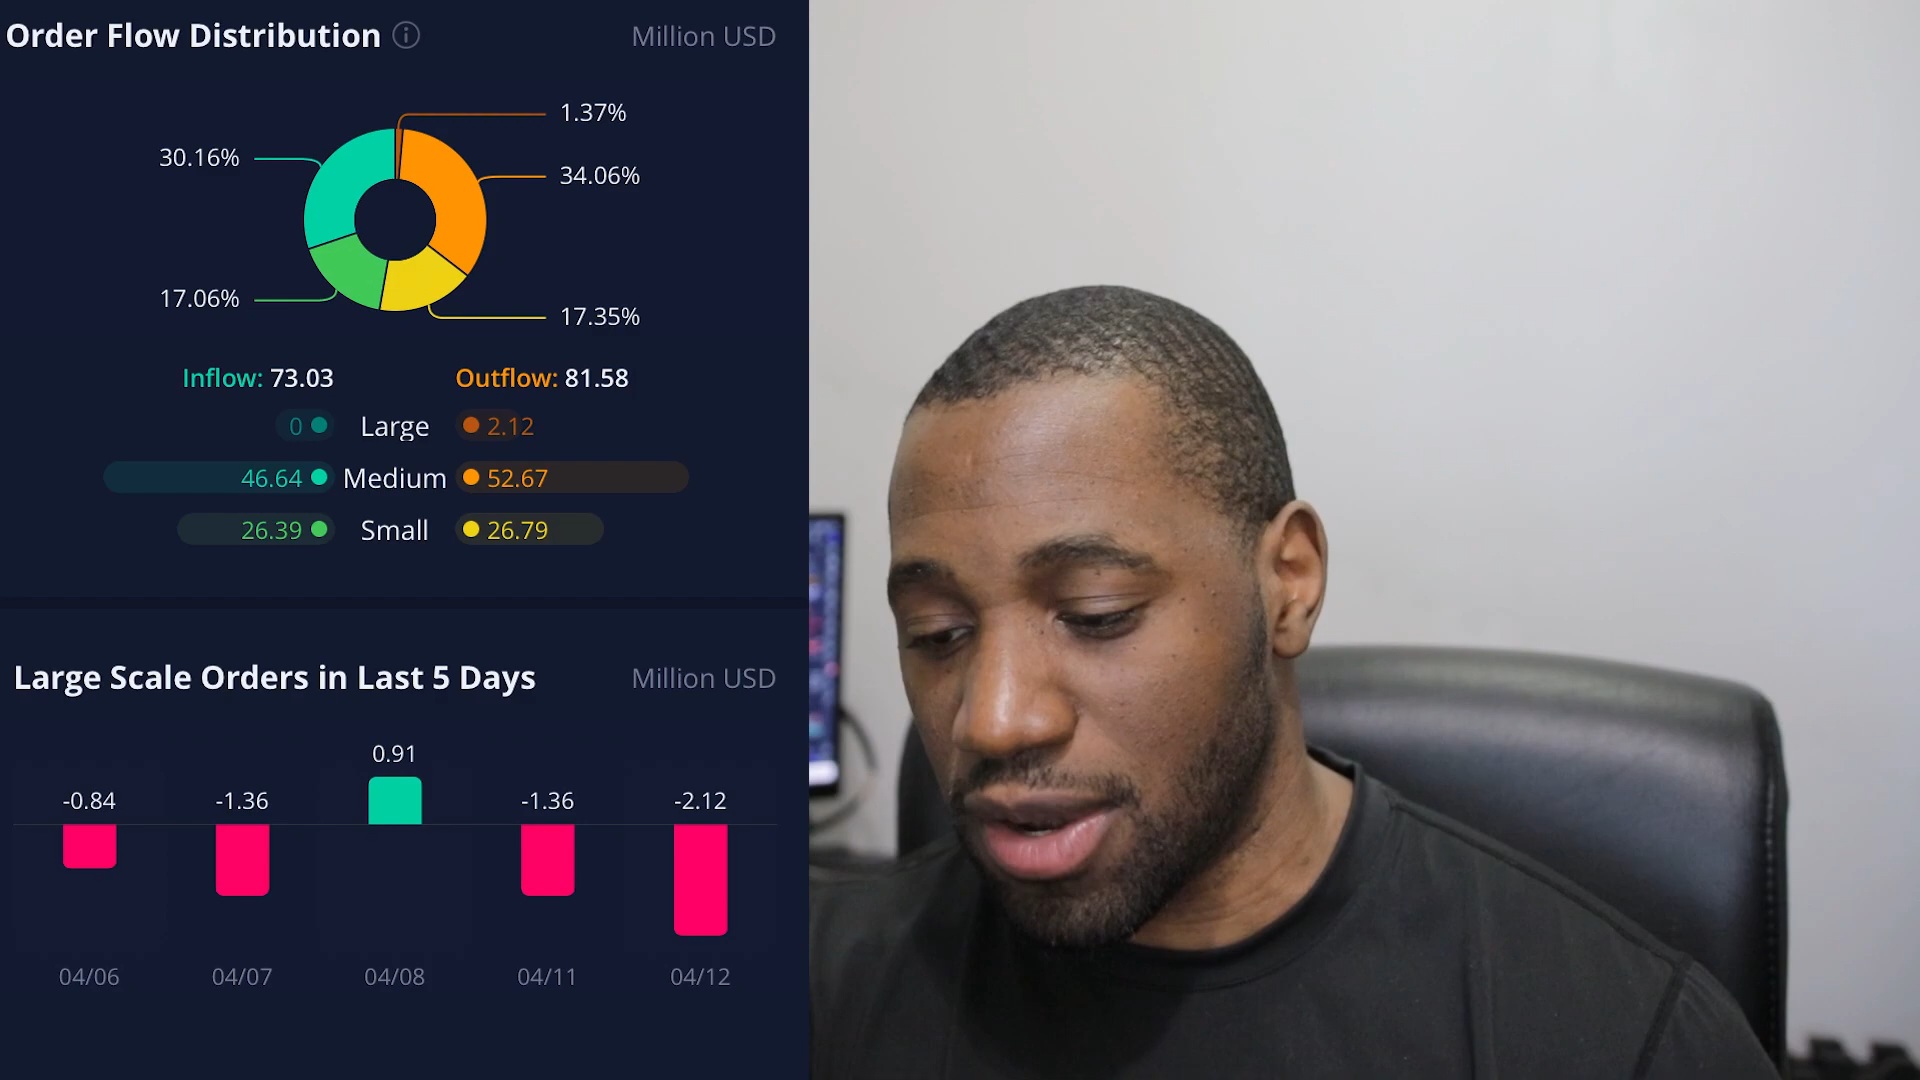 Order Flow Distribution
Million USD
1.37%
30.16%
34.06%
17.06%
17.35%
Inflow: 73.03
Outflow: 81.58
0 Large 2.12
46.64 Medium 52.67
26.39 Small 26.79
Large Scale Orders in Last 5 Days
Million USD
-0.84 -1.36 0.91 -1.36 -2.12
04/06 04/07 04/08 04/11 04/12